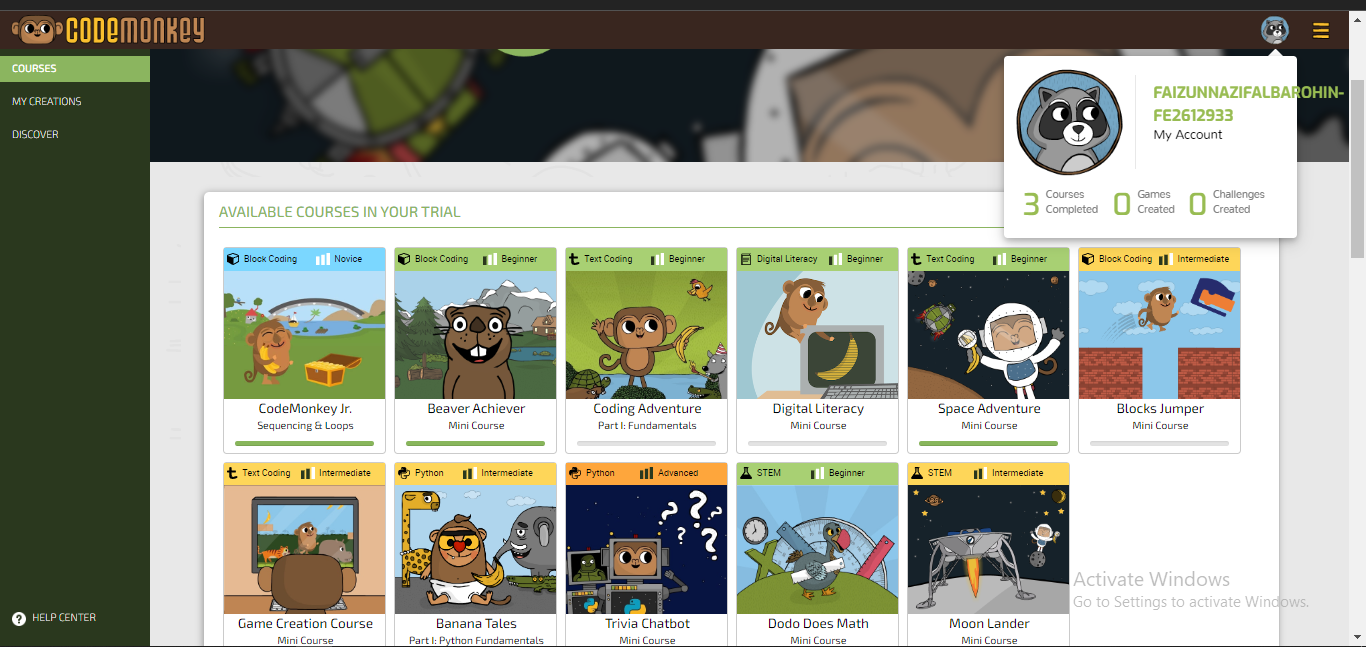 CODEMONKEY
COURSES
MY CREATIONS
DISCOVER
HELP CENTER
FAIZUNNAZIFALBAROHIN-
FE2612933
My Account
3 Courses Completed
0 Games Created
0 Challenges Created
AVAILABLE COURSES IN YOUR TRIAL
Block Coding Novice
CodeMonkey Jr.
Sequencing & Loops
Block Coding Beginner
Beaver Achiever
Mini Course
Text Coding Beginner
Coding Adventure
Part I: Fundamentals
Digital Literacy Beginner
Digital Literacy
Mini Course
Text Coding Beginner
Space Adventure
Mini Course
Block Coding Intermediate
Blocks Jumper
Mini Course
Text Coding Intermediate
Game Creation Course
Mini Course
Python Intermediate
Banana Tales
Part I: Python Fundamentals
Python Advanced
Trivia Chatbot
Mini Course
STEM Beginner
Dodo Does Math
Mini Course
STEM Intermediate
Moon Lander
Mini Course
Activate Windows
Go to Settings to activate Windows.